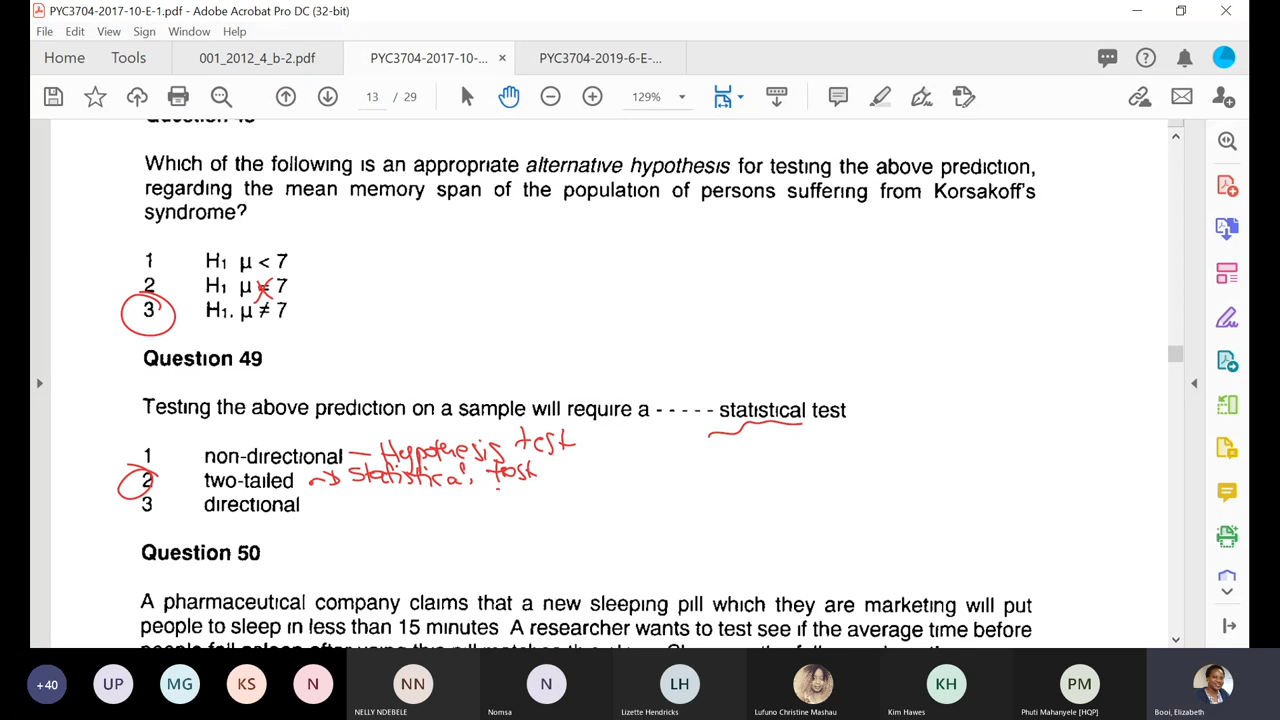 PYC3704-2017-10-E-1.pdf - Adobe Acrobat Pro DC (32-bit)
File Edit View Sign Window Help
Home Tools 001_2012_4_b-2.pdf PYC3704-2017-10-... × PYC3704-2019-6-E-...
13 / 29 129%
Which of the following is an appropriate alternative hypothesis for testing the above prediction,
regarding the mean memory span of the population of persons suffering from Korsakoff's
syndrome?
1 H1 μ < 7
2 H1 μ = 7
3 H1. μ ≠ 7
Question 49
Testing the above prediction on a sample will require a - - - - - statistical test
1 non-directional — Hypothesis test
2 two-tailed → statistical test
3 directional
Question 50
A pharmaceutical company claims that a new sleeping pill which they are marketing will put
people to sleep in less than 15 minutes A researcher wants to test see if the average time before
+40 UP MG KS N NN N LH KH PM
NELLY NDEBELE Nomsa Lizette Hendricks Lufuno Christine Mashau Kim Hawes Phuti Mahanyele [HQP] Booi, Elizabeth